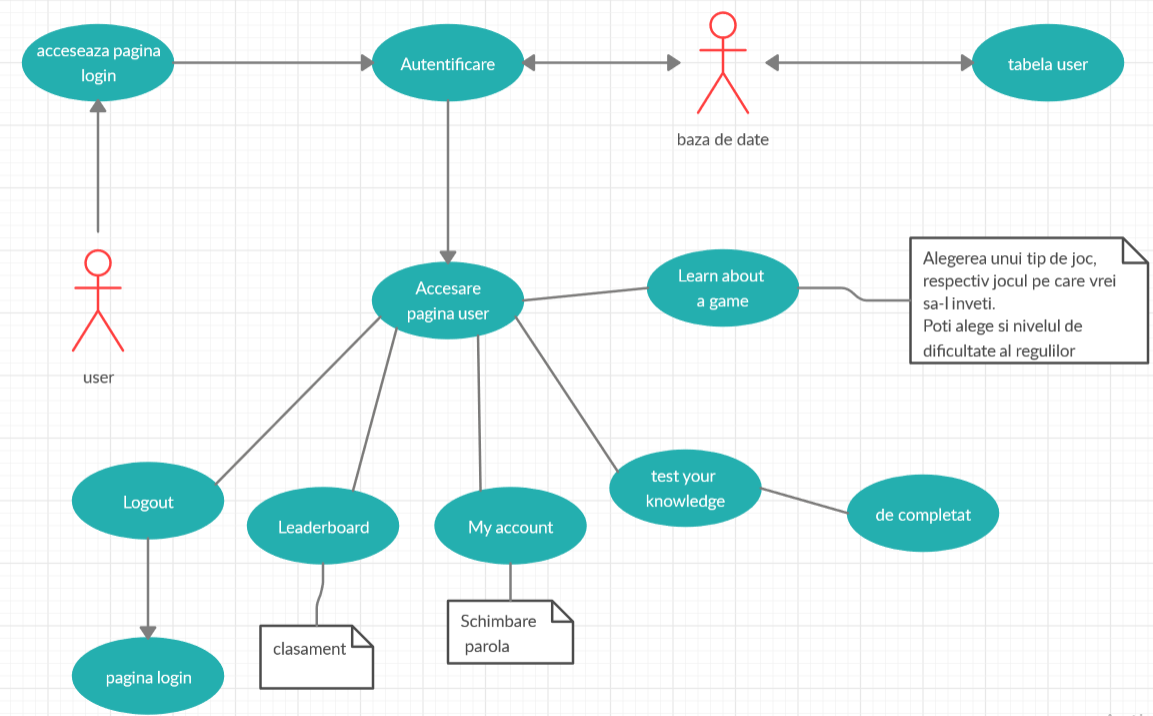 acceseaza pagina
login
Autentificare
baza de date
tabela user
user
Accesare
pagina user
Learn about
a game
Alegerea unui tip de joc,
respectiv jocul pe care vrei
sa-l inveti.
Poti alege si nivelul de
dificultate al regulilor
Logout
Leaderboard
My account
test your
knowledge
de completat
clasament
Schimbare
parola
pagina login